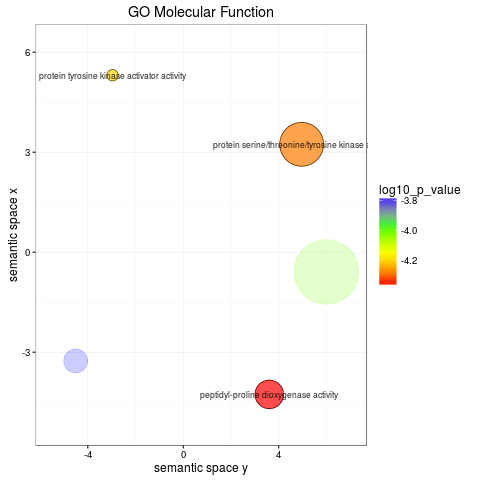 GO Molecular Function
6
protein tyrosine kinase activator activity
3
protein serine/threonine/tyrosine kinase
0
-3
peptidyl-proline dioxygenase activity
-4
0
4
semantic space y
semantic space x
log10_p_value
-3.8
-4.0
-4.2